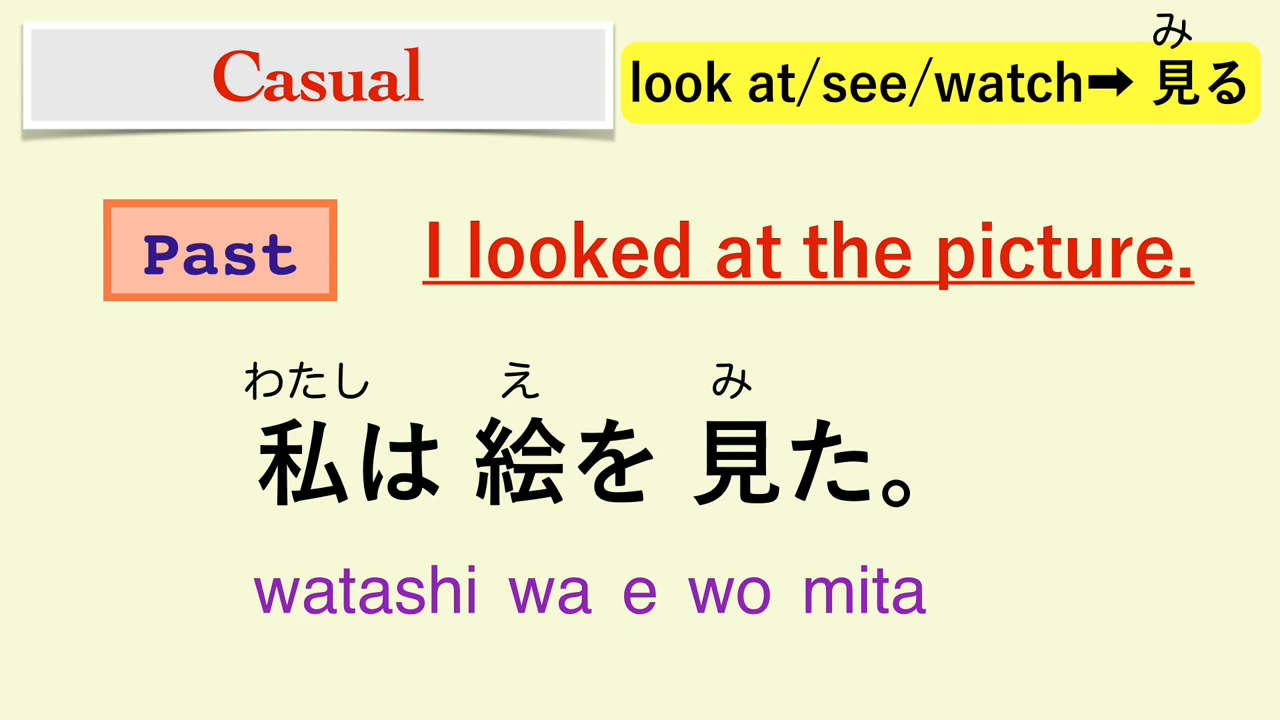 Casual
み
look at/see/watch➡ 見る
Past
I looked at the picture.
わたし え み
私は 絵を 見た。
watashi wa e wo mita